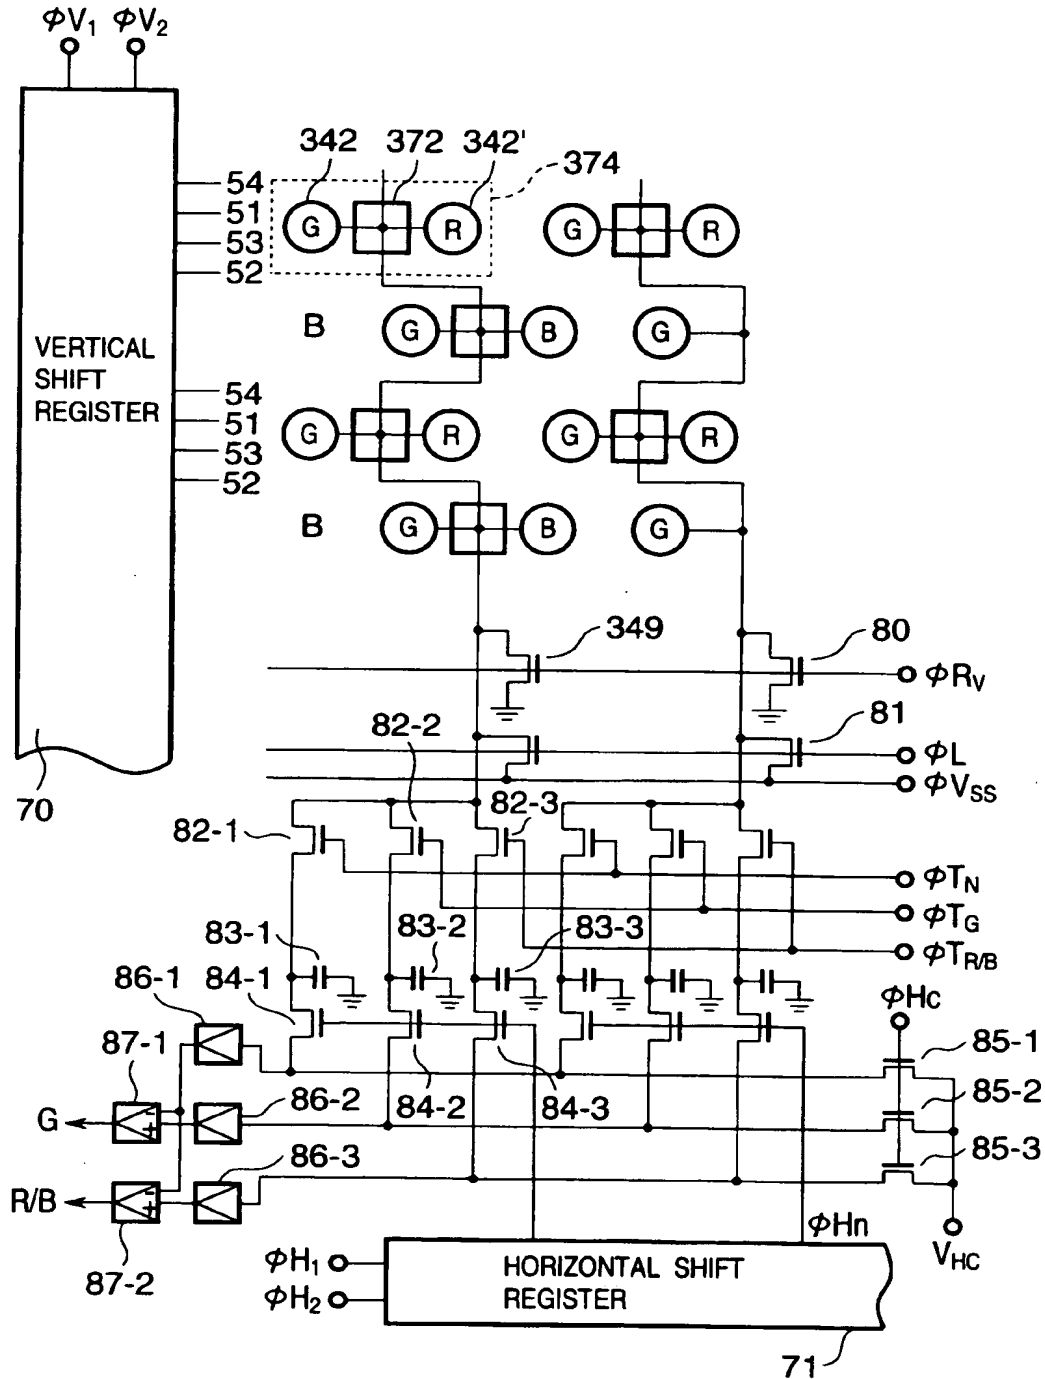 ϕV1 ϕV2
342 372 342' 374
54
51
53
52
G R G R
B G B G
VERTICAL
SHIFT
REGISTER
54
51
53
52
G R G R
B G B G
349 80
ϕRV
82-2 81
ϕL
ϕVSS
70
82-1 82-3
ϕTN
ϕTG
ϕTR/B
83-1 83-2 83-3
86-1 84-1 ϕHC
87-1 85-1
86-2 84-2 84-3 85-2
G
86-3 85-3
R/B
ϕHn
87-2 VHC
ϕH1
ϕH2
HORIZONTAL SHIFT
REGISTER
71